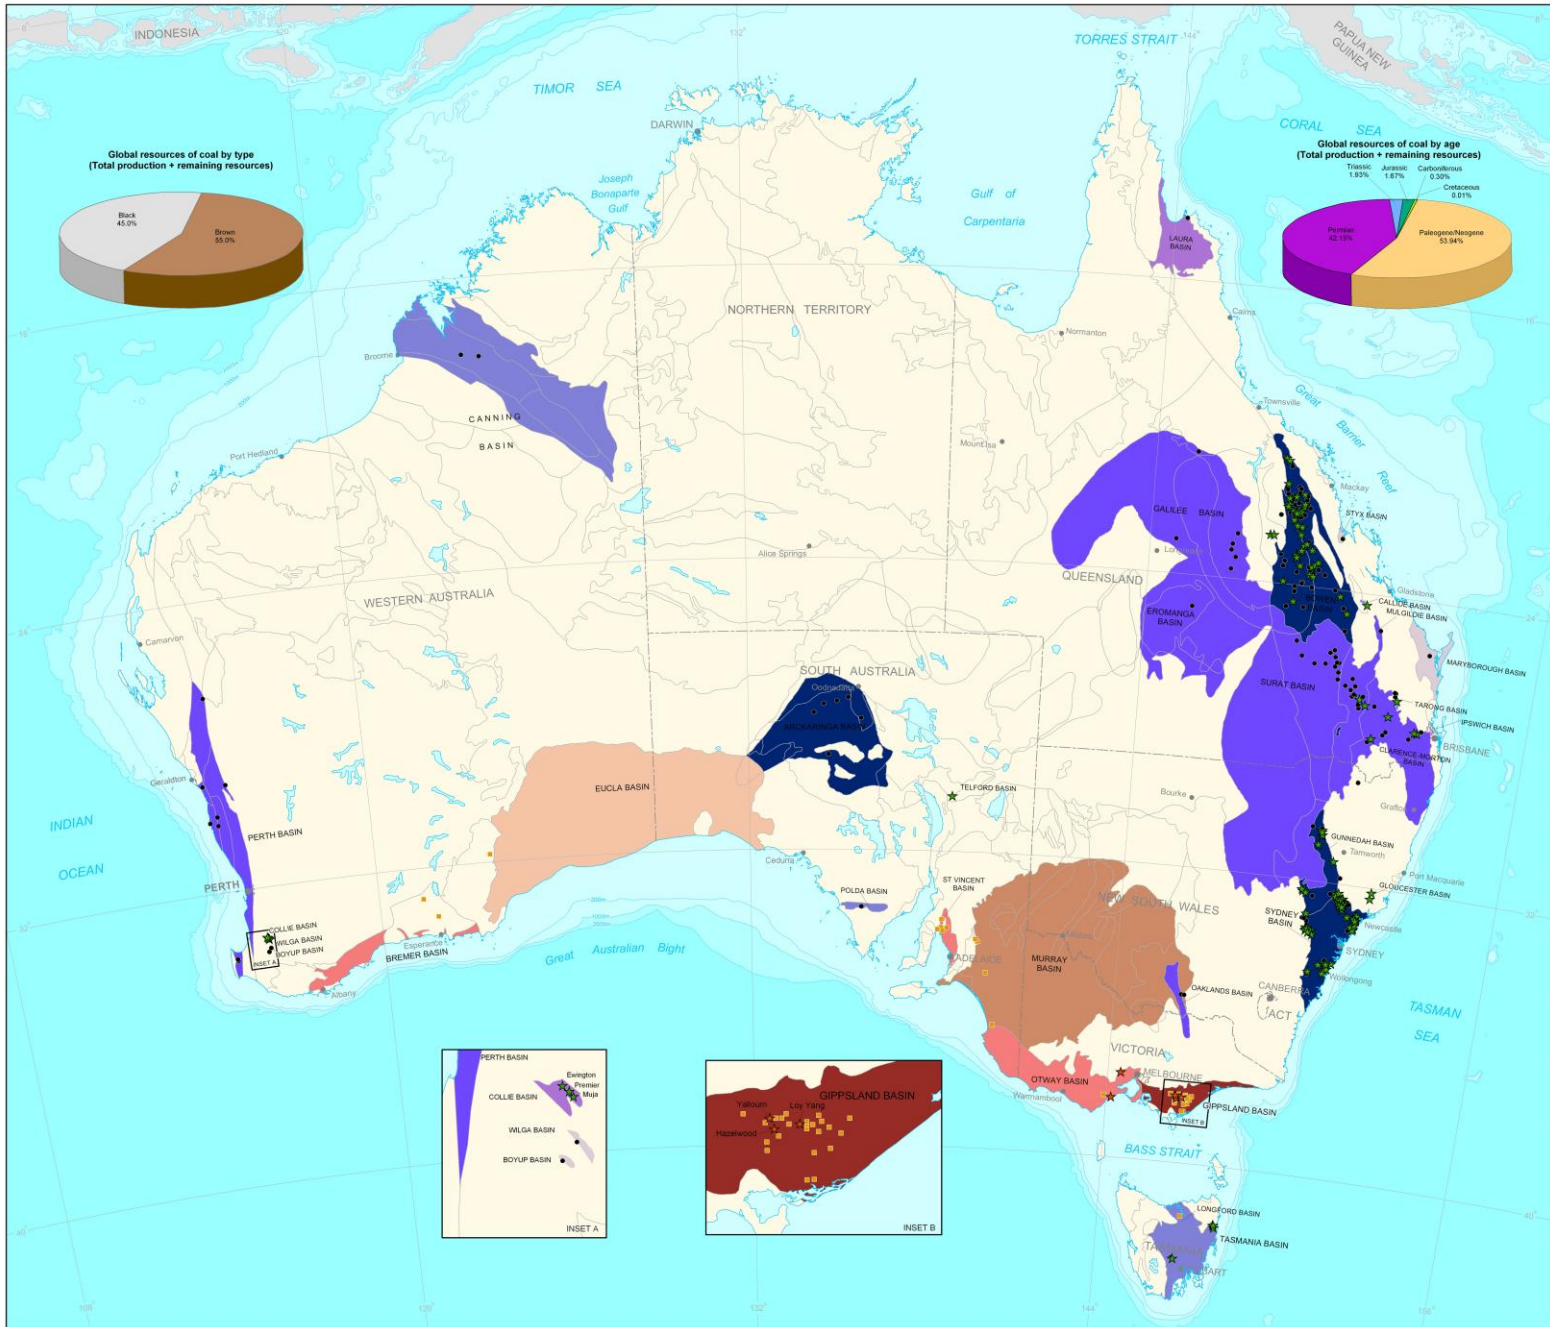 INDONESIA
TORRES STRAIT
PAPUA NEW
GUINEA
TIMOR SEA
DARWIN
CORAL SEA
Global resources of coal by type
(Total production + remaining resources)
Black
45.0%
Brown
55.0%
Global resources of coal by age
(Total production + remaining resources)
Triassic
1.93%
Jurassic
1.67%
Carboniferous
0.30%
Cretaceous
0.01%
Permian
42.15%
Paleogene/Neogene
53.94%
Joseph
Bonaparte
Gulf
Gulf of
Carpentaria
LAURA
BASIN
NORTHERN TERRITORY
Cairns
Normanton
Broome
CANNING
BASIN
Port Hedland
Townsville
Great Barrier Reef
Mount Isa
Mackay
GALILEE BASIN
STYX BASIN
Alice Springs
Longreach
QUEENSLAND
WESTERN AUSTRALIA
BOWEN
BASIN
Gladstone
CALLIDE BASIN
MULGILDIE BASIN
EROMANGA
BASIN
Carnarvon
SOUTH AUSTRALIA
Oodnadatta
MARYBOROUGH BASIN
SURAT BASIN
ARCKARINGA BASIN
TARONG BASIN
IPSWICH BASIN
BRISBANE
CLARENCE-MORTON
BASIN
Geraldton
EUCLA BASIN
TELFORD BASIN
Bourke
Grafton
INDIAN
OCEAN
PERTH BASIN
GUNNEDAH BASIN
Tamworth
Ceduna
PERTH
POLDA BASIN
ST VINCENT
BASIN
Port Macquarie
GLOUCESTER BASIN
NEW SOUTH WALES
SYDNEY
BASIN
Newcastle
COLLIE BASIN
WILGA BASIN
BOYUP BASIN
INSET A
Esperance
BREMER BASIN
Great Australian Bight
ADELAIDE
MURRAY
BASIN
SYDNEY
Wollongong
Albany
OAKLANDS BASIN
CANBERRA
ACT
TASMAN
SEA
VICTORIA
MELBOURNE
OTWAY BASIN
Warrnambool
GIPPSLAND BASIN
INSET B
PERTH BASIN
Ewington
Premier
Muja
COLLIE BASIN
WILGA BASIN
BOYUP BASIN
INSET A
GIPPSLAND BASIN
Yallourn
Loy Yang
Hazelwood
INSET B
BASS STRAIT
LONGFORD BASIN
TASMANIA BASIN
TASMANIA
HOBART